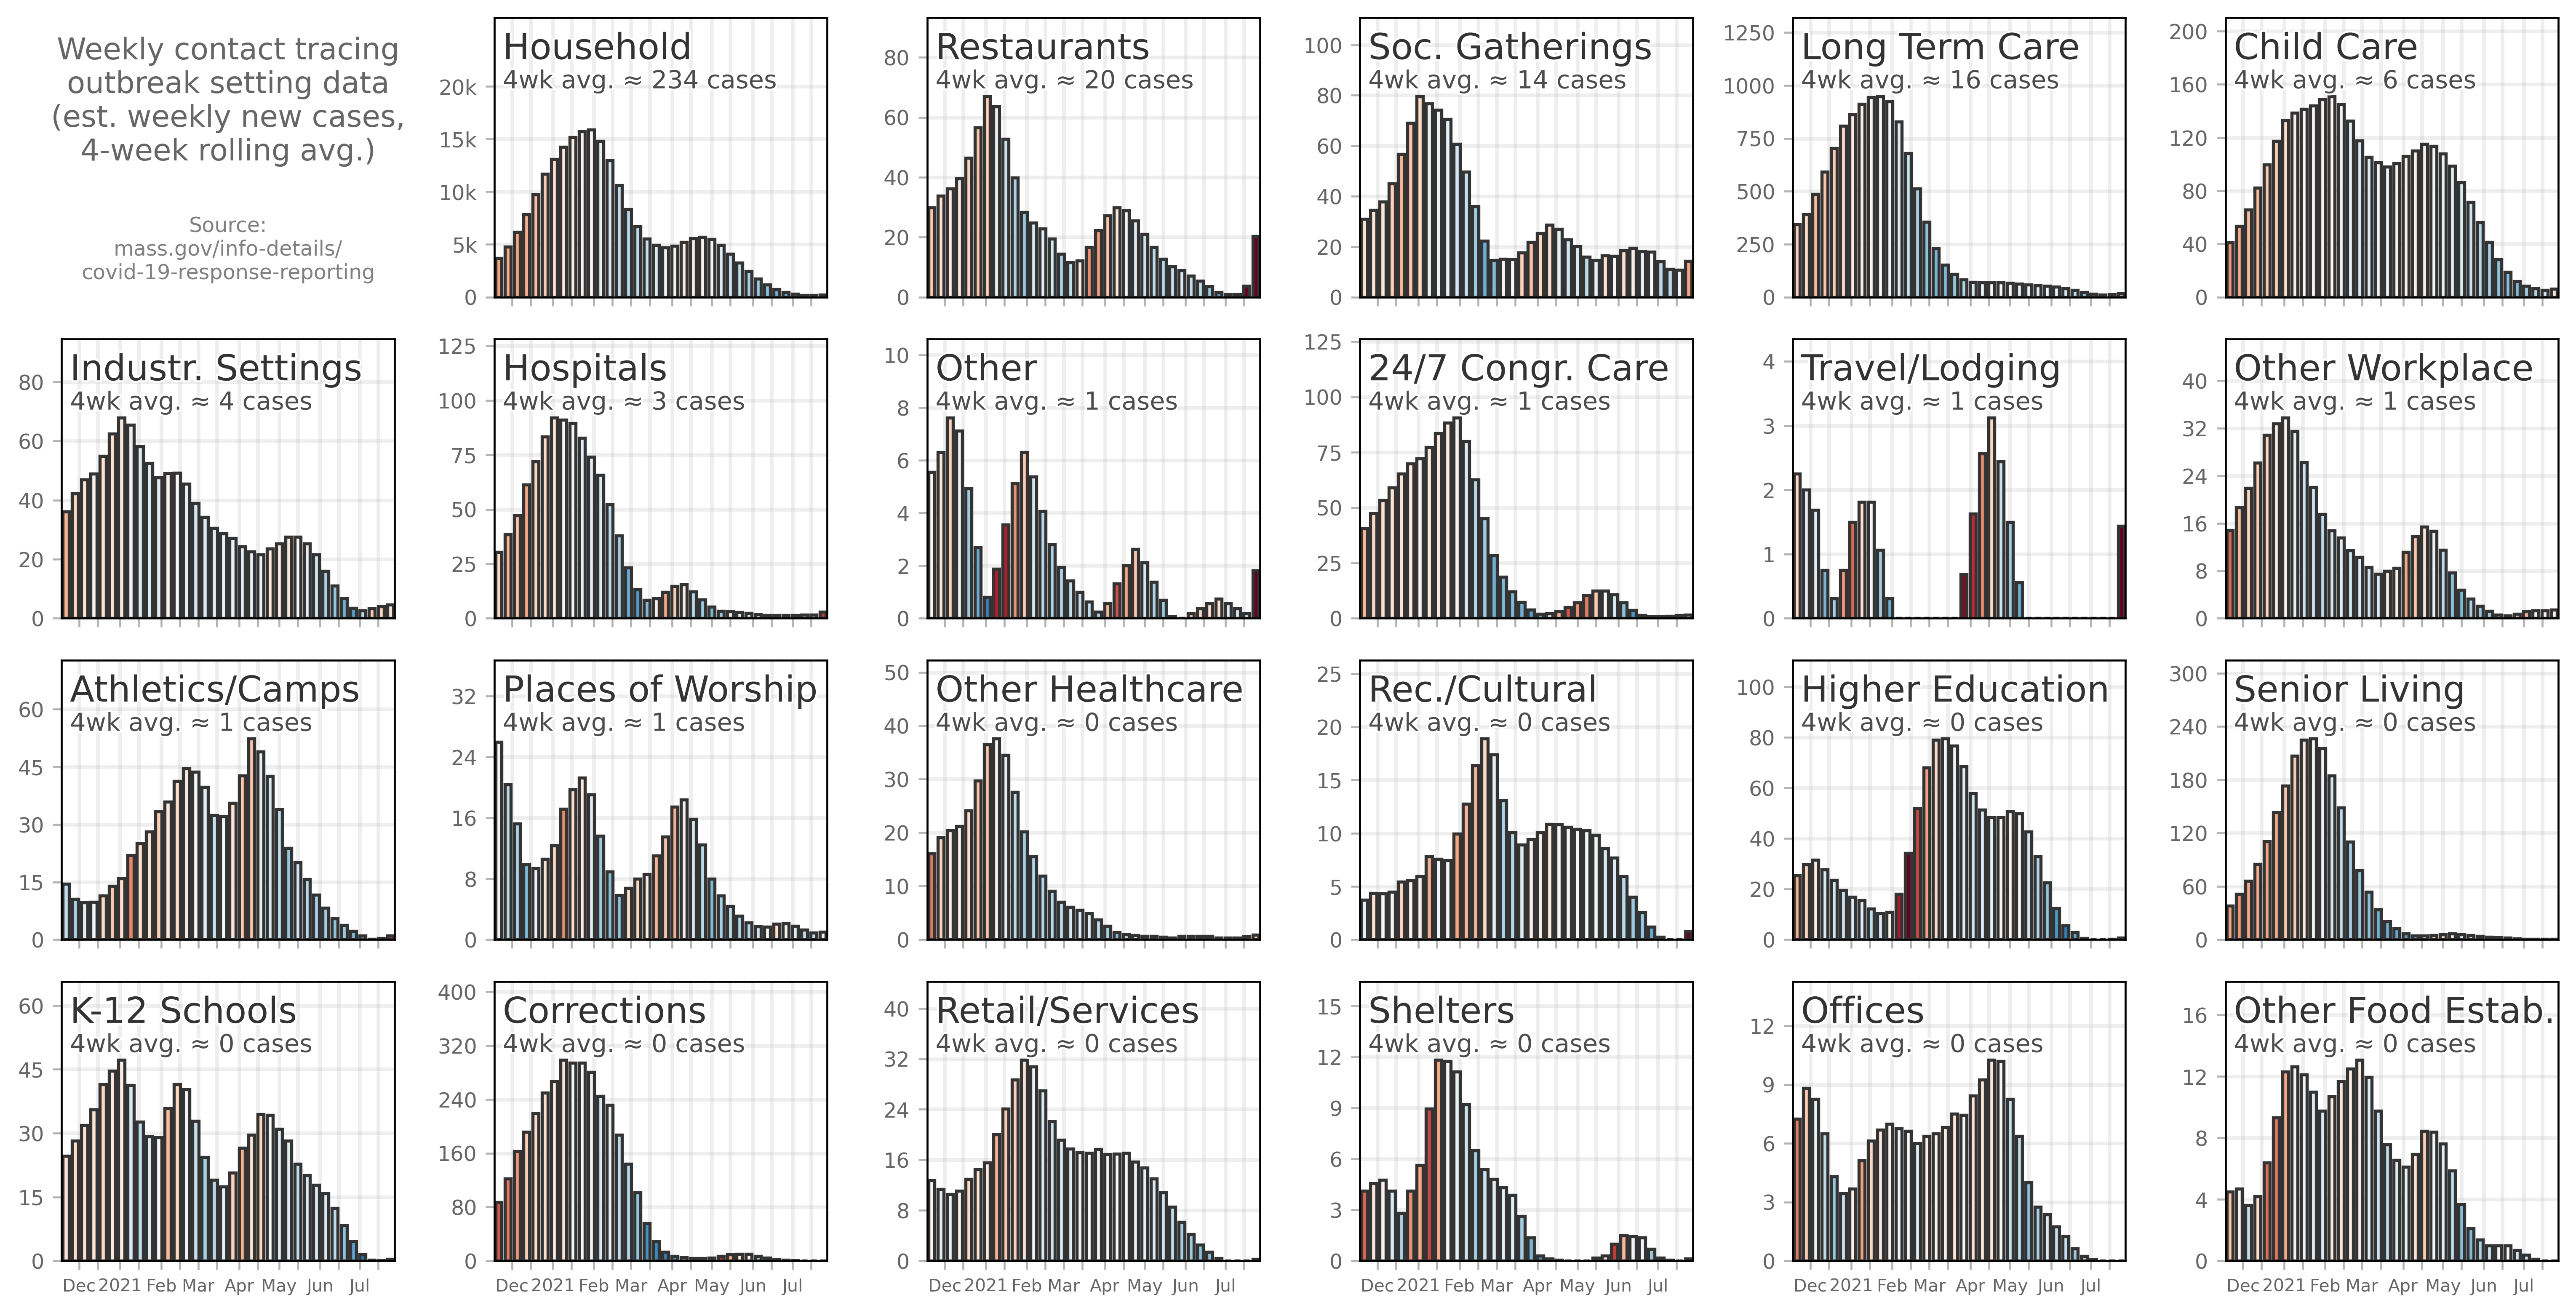 Weekly contact tracing
outbreak setting data
(est. weekly new cases,
4-week rolling avg.)
Source:
mass.gov/info-details/
covid-19-response-reporting
Household
4wk avg. ≈ 234 cases
20k
15k
10k
5k
0
Restaurants
4wk avg. ≈ 20 cases
80
60
40
20
0
Soc. Gatherings
4wk avg. ≈ 14 cases
100
80
60
40
20
0
Long Term Care
4wk avg. ≈ 16 cases
1250
1000
750
500
250
0
Child Care
4wk avg. ≈ 6 cases
200
160
120
80
40
0
Industr. Settings
4wk avg. ≈ 4 cases
80
60
40
20
0
Hospitals
4wk avg. ≈ 3 cases
125
100
75
50
25
0
Other
4wk avg. ≈ 1 cases
10
8
6
4
2
0
24/7 Congr. Care
4wk avg. ≈ 1 cases
125
100
75
50
25
0
Travel/Lodging
4wk avg. ≈ 1 cases
4
3
2
1
0
Other Workplace
4wk avg. ≈ 1 cases
40
32
24
16
8
0
Athletics/Camps
4wk avg. ≈ 1 cases
60
45
30
15
0
Places of Worship
4wk avg. ≈ 1 cases
32
24
16
8
0
Other Healthcare
4wk avg. ≈ 0 cases
50
40
30
20
10
0
Rec./Cultural
4wk avg. ≈ 0 cases
25
20
15
10
5
0
Higher Education
4wk avg. ≈ 0 cases
100
80
60
40
20
0
Senior Living
4wk avg. ≈ 0 cases
300
240
180
120
60
0
K-12 Schools
4wk avg. ≈ 0 cases
60
45
30
15
0
Dec 2021 Feb Mar Apr May Jun Jul
Corrections
4wk avg. ≈ 0 cases
400
320
240
160
80
0
Dec 2021 Feb Mar Apr May Jun Jul
Retail/Services
4wk avg. ≈ 0 cases
40
32
24
16
8
0
Dec 2021 Feb Mar Apr May Jun Jul
Shelters
4wk avg. ≈ 0 cases
15
12
9
6
3
0
Dec 2021 Feb Mar Apr May Jun Jul
Offices
4wk avg. ≈ 0 cases
12
9
6
3
0
Dec 2021 Feb Mar Apr May Jun Jul
Other Food Estab.
4wk avg. ≈ 0 cases
16
12
8
4
0
Dec 2021 Feb Mar Apr May Jun Jul